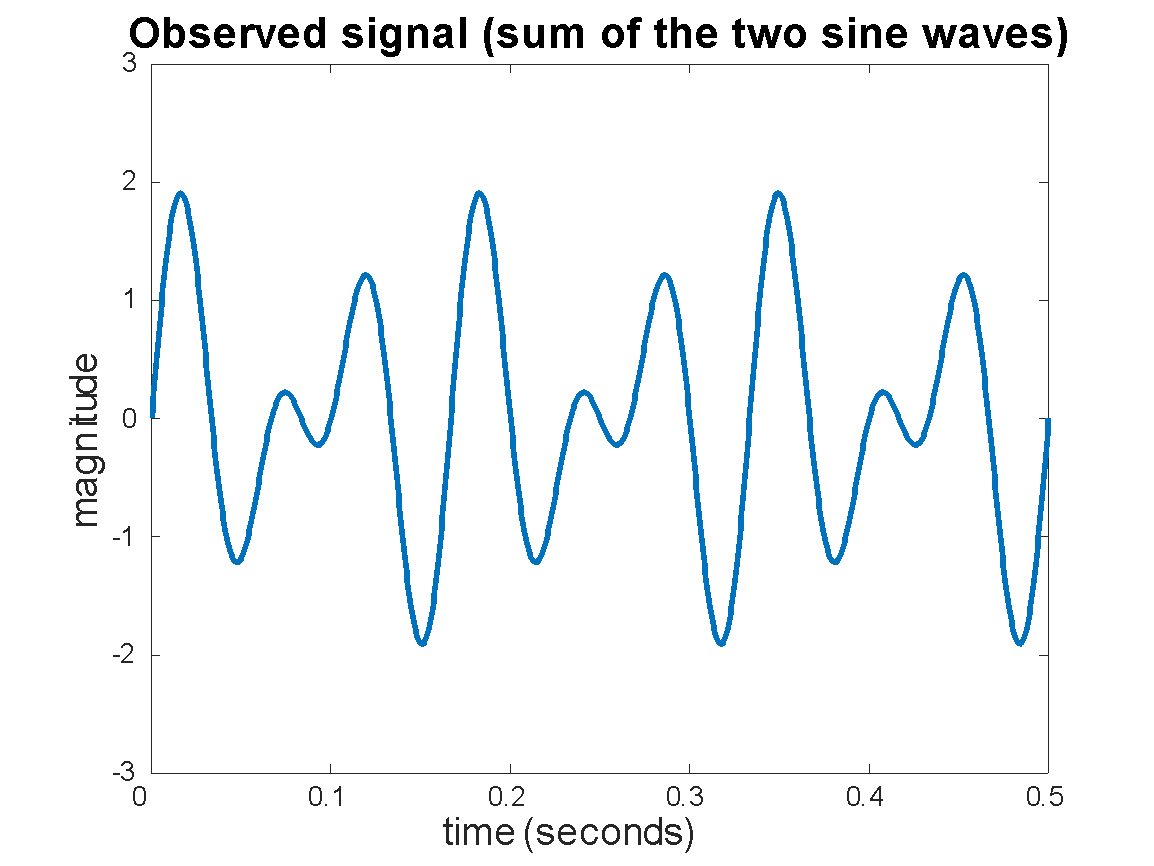 Observed signal (sum of the two sine waves)
3
2
1
0
-1
-2
-3
magnitude
0 0.1 0.2 0.3 0.4 0.5
time (seconds)